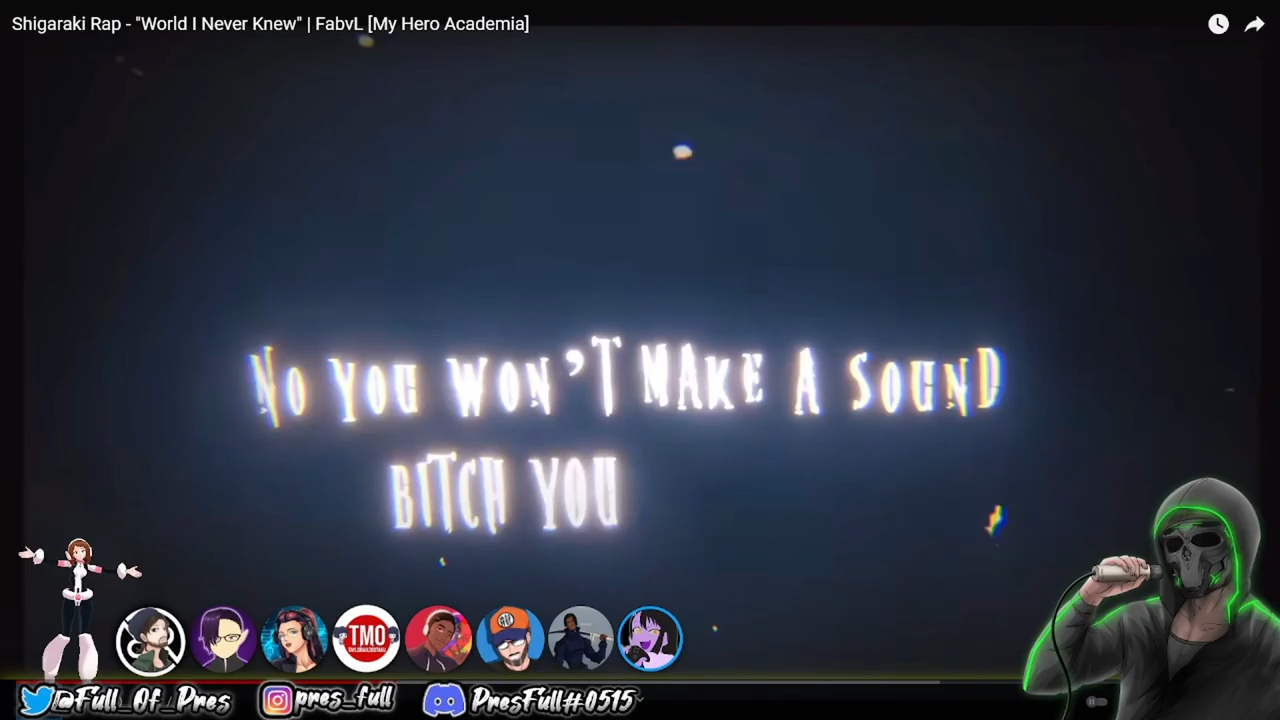 Shigaraki Rap - "World I Never Knew" | FabvL [My Hero Academia]
NO YOU WON'T MAKE A SOUND
BITCH YOU
TMO
@Full_Of_Pres
pres_full
PresFull#0515